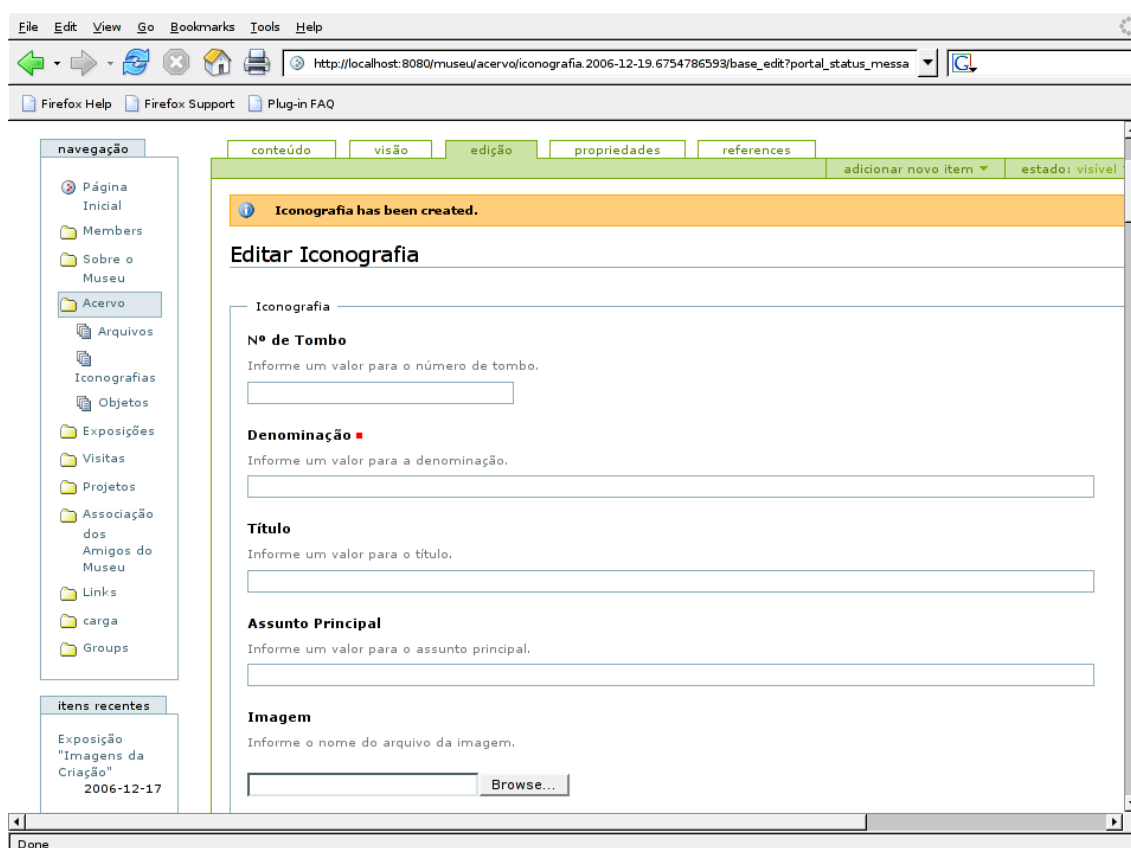 File Edit View Go Bookmarks Tools Help
http://localhost:8080/museu/acervo/iconografia.2006-12-19.6754786593/base_edit?portal_status_messa
G
Firefox Help Firefox Support Plug-in FAQ
navegação
Página
Inicial
Members
Sobre o
Museu
Acervo
Arquivos
Iconografias
Objetos
Exposições
Visitas
Projetos
Associação
dos
Amigos do
Museu
Links
carga
Groups
itens recentes
Exposição
"Imagens da
Criação"
2006-12-17
conteúdo visão edição propriedades references
adicionar novo item estado: visível
Iconografia has been created.
Editar Iconografia
Iconografia
Nº de Tombo
Informe um valor para o número de tombo.
Denominação
Informe um valor para a denominação.
Título
Informe um valor para o título.
Assunto Principal
Informe um valor para o assunto principal.
Imagem
Informe o nome do arquivo da imagem.
Browse...
Done